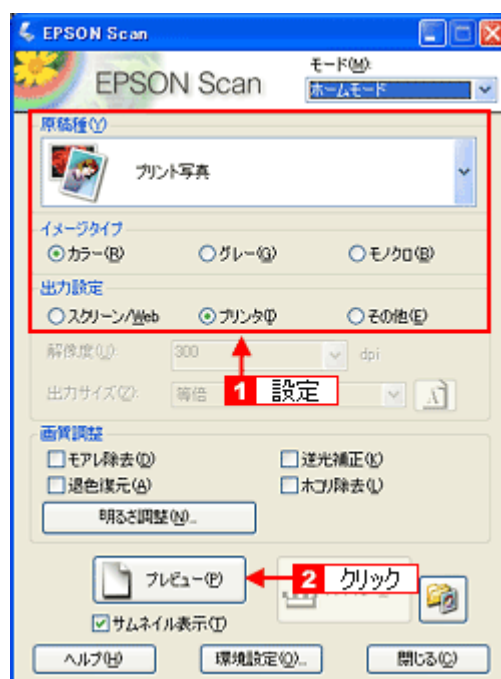 EPSON Scan
EPSON Scan
モード(M):
ホームモード
原稿種(Y)
プリント写真
イメージタイプ
カラー(R) グレー(G) モノクロ(B)
出力設定
スクリーン/Web プリンタ(I) その他(E)
解像度(U): 300 dpi
出力サイズ(Z): 等倍
1 設定
画質調整
モアレ除去(D) 逆光補正(K)
退色復元(A) ホコリ除去(L)
明るさ調整(N)...
プレビュー(P)
2 クリック
サムネイル表示(T)
ヘルプ(H) 環境設定(O)... 閉じる(C)